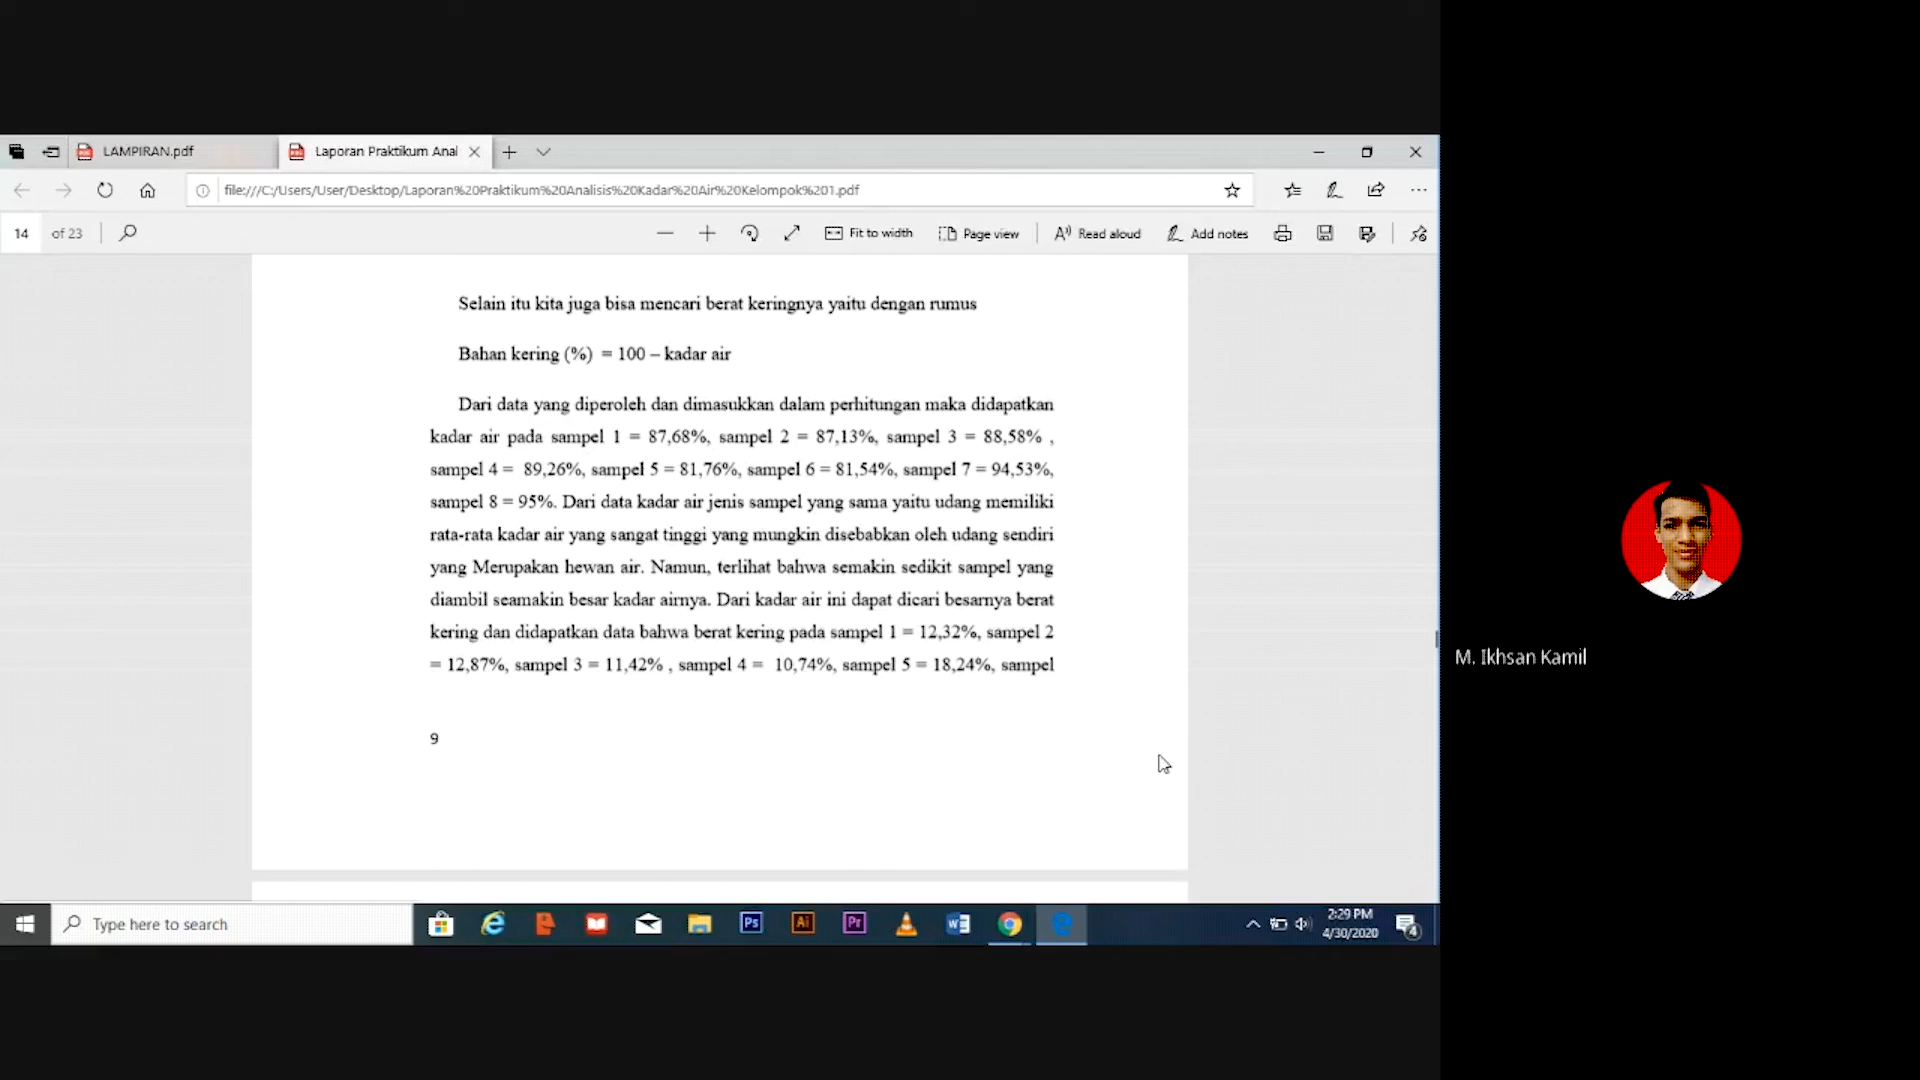 LAMPIRAN.pdf
Laporan Praktikum Anal
file:///C:/Users/User/Desktop/Laporan%20Praktikum%20Analisis%20Kadar%20Air%20Kelompok%201.pdf
14 of 23
Fit to width
Page view
Read aloud
Add notes
Selain itu kita juga bisa mencari berat keringnya yaitu dengan rumus
Bahan kering (%) = 100 – kadar air
Dari data yang diperoleh dan dimasukkan dalam perhitungan maka didapatkan
kadar air pada sampel 1 = 87,68%, sampel 2 = 87,13%, sampel 3 = 88,58% ,
sampel 4 = 89,26%, sampel 5 = 81,76%, sampel 6 = 81,54%, sampel 7 = 94,53%,
sampel 8 = 95%. Dari data kadar air jenis sampel yang sama yaitu udang memiliki
rata-rata kadar air yang sangat tinggi yang mungkin disebabkan oleh udang sendiri
yang Merupakan hewan air. Namun, terlihat bahwa semakin sedikit sampel yang
diambil seamakin besar kadar airnya. Dari kadar air ini dapat dicari besarnya berat
kering dan didapatkan data bahwa berat kering pada sampel 1 = 12,32%, sampel 2
= 12,87%, sampel 3 = 11,42% , sampel 4 = 10,74%, sampel 5 = 18,24%, sampel
9
M. Ikhsan Kamil
Type here to search
Ps
Ai
Pr
2:29 PM
4/30/2020
4